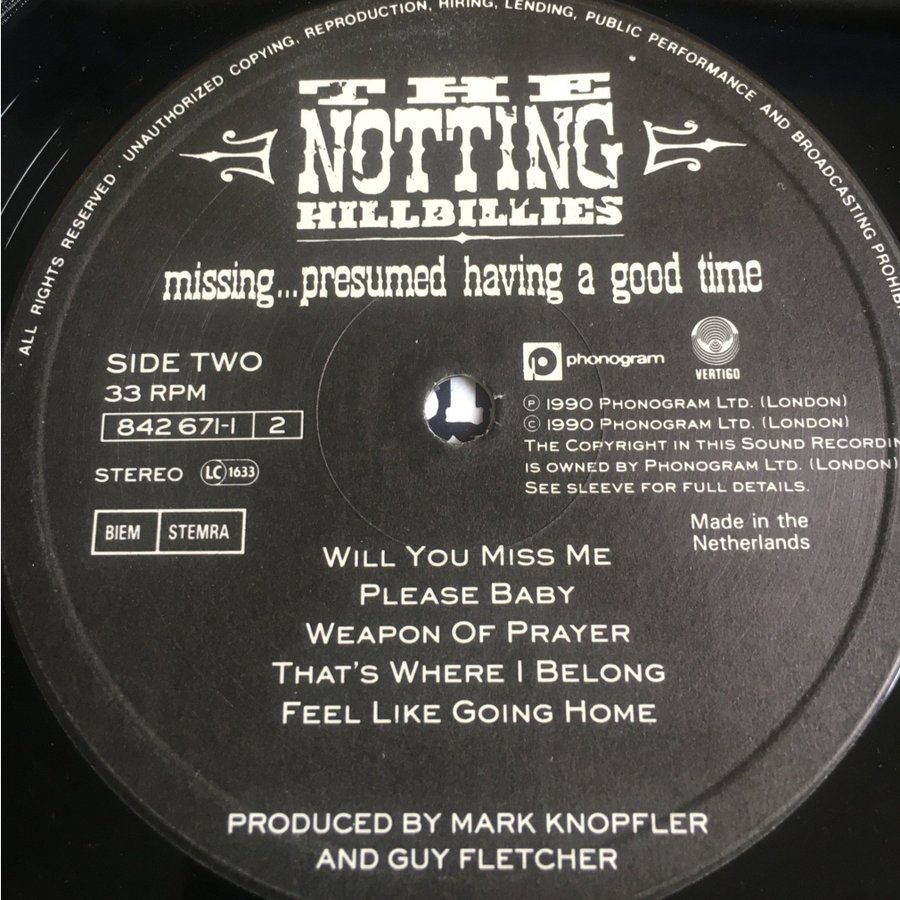 ALL RIGHTS RESERVED · UNAUTHORIZED COPYING, REPRODUCTION, HIRING, LENDING, PUBLIC PERFORMANCE AND BROADCASTING
THE
NOTTING
HILLBILLIES
missing...presumed having a good time
SIDE TWO
33 RPM
842 671-1 2
STEREO LC 1633
BIEM STEMRA
phonogram
VERTIGO
℗ 1990 PHONOGRAM LTD. (LONDON)
© 1990 PHONOGRAM LTD. (LONDON)
THE COPYRIGHT IN THIS SOUND
IS OWNED BY PHONOGRAM LTD. (LONDON)
SEE SLEEVE FOR FULL DETAILS.
Made in the
Netherlands
WILL YOU MISS ME
PLEASE BABY
WEAPON OF PRAYER
THAT'S WHERE I BELONG
FEEL LIKE GOING HOME
PRODUCED BY MARK KNOPFLER
AND GUY FLETCHER